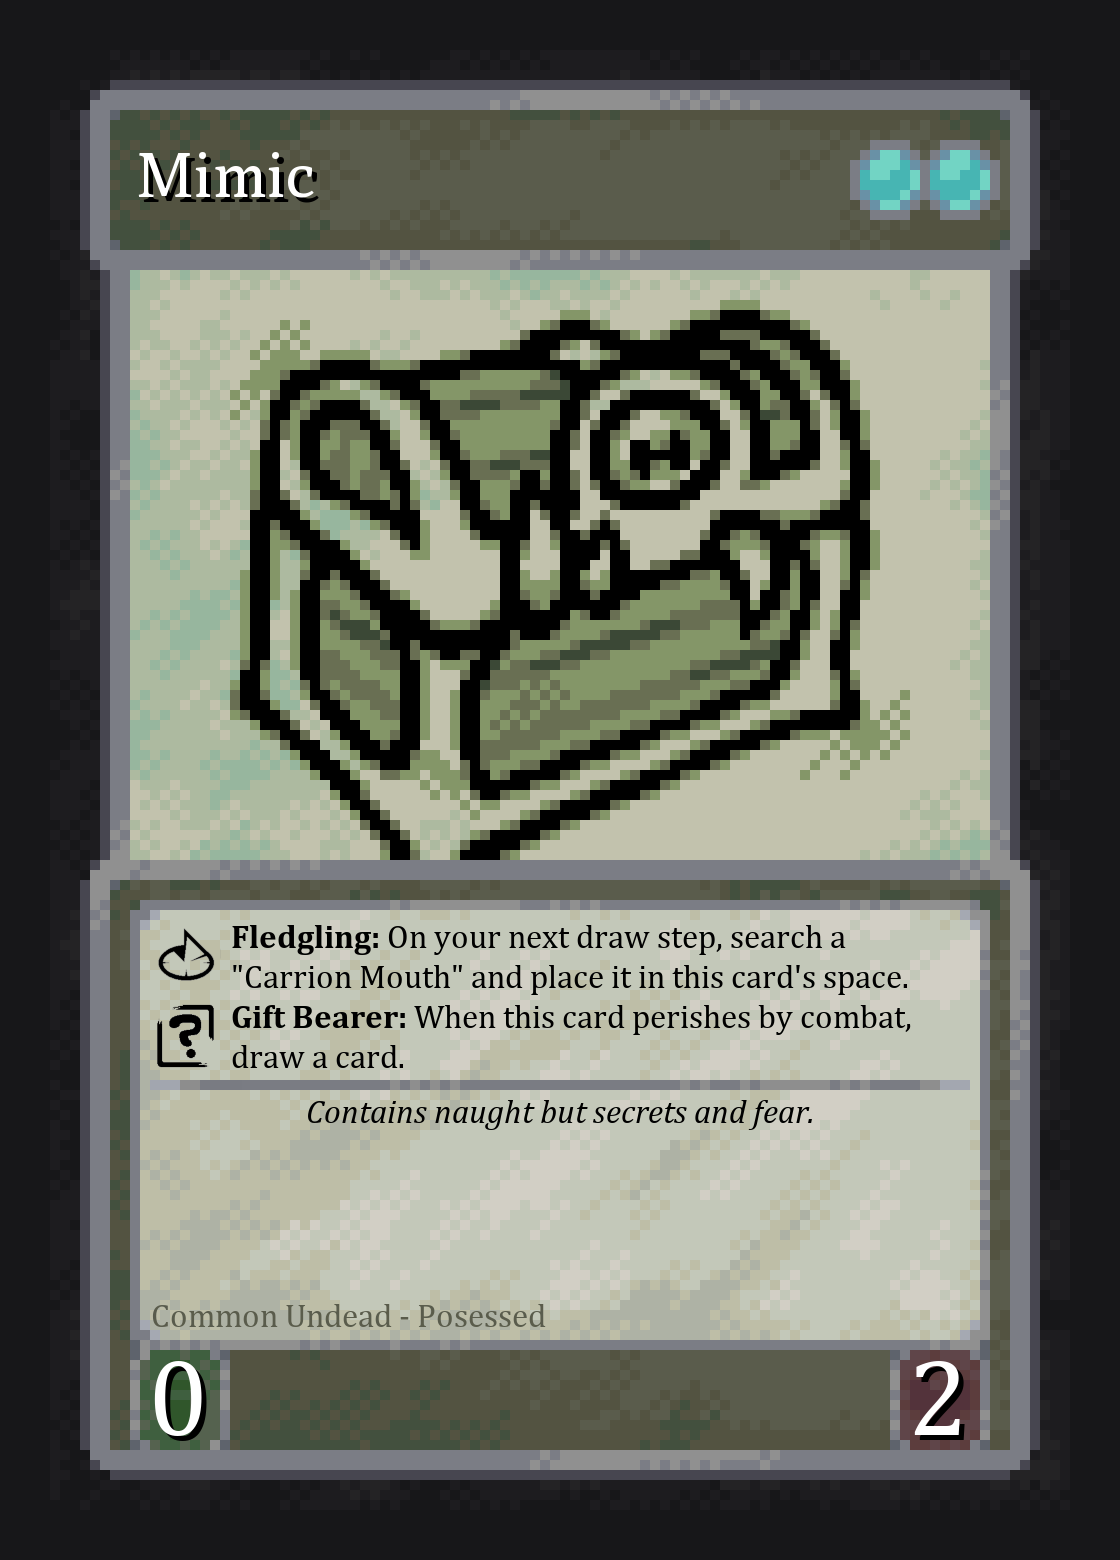 Mimic
Fledgling: On your next draw step, search a
"Carrion Mouth" and place it in this card's space.
?
Gift Bearer: When this card perishes by combat,
draw a card.
Contains naught but secrets and fear.
Common Undead - Posessed
0
2